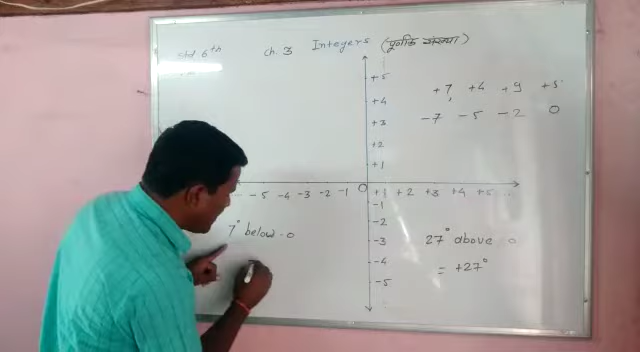 std 6th ch. 3 Integers (पूर्णांक संख्या)
+5
+4
+3
+2
+1
+7 +4 +9 +5
-7 -5 -2 0
-5 -4 -3 -2 -1 0 +1 +2 +3 +4 +5
-1
-2
-3
-4
-5
7° below 0
27° above 0
= +27°